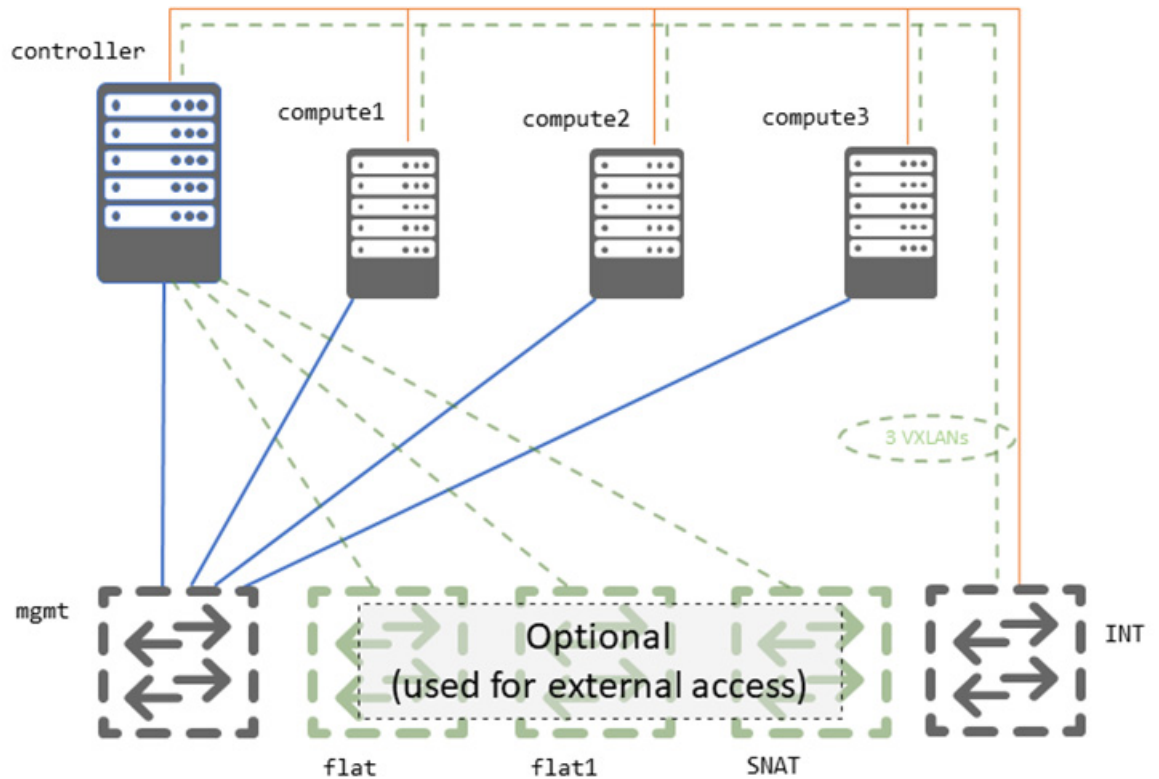 controller
compute1
compute2
compute3
3 VXLANs
mgmt
Optional
(used for external access)
INT
flat
flat1
SNAT